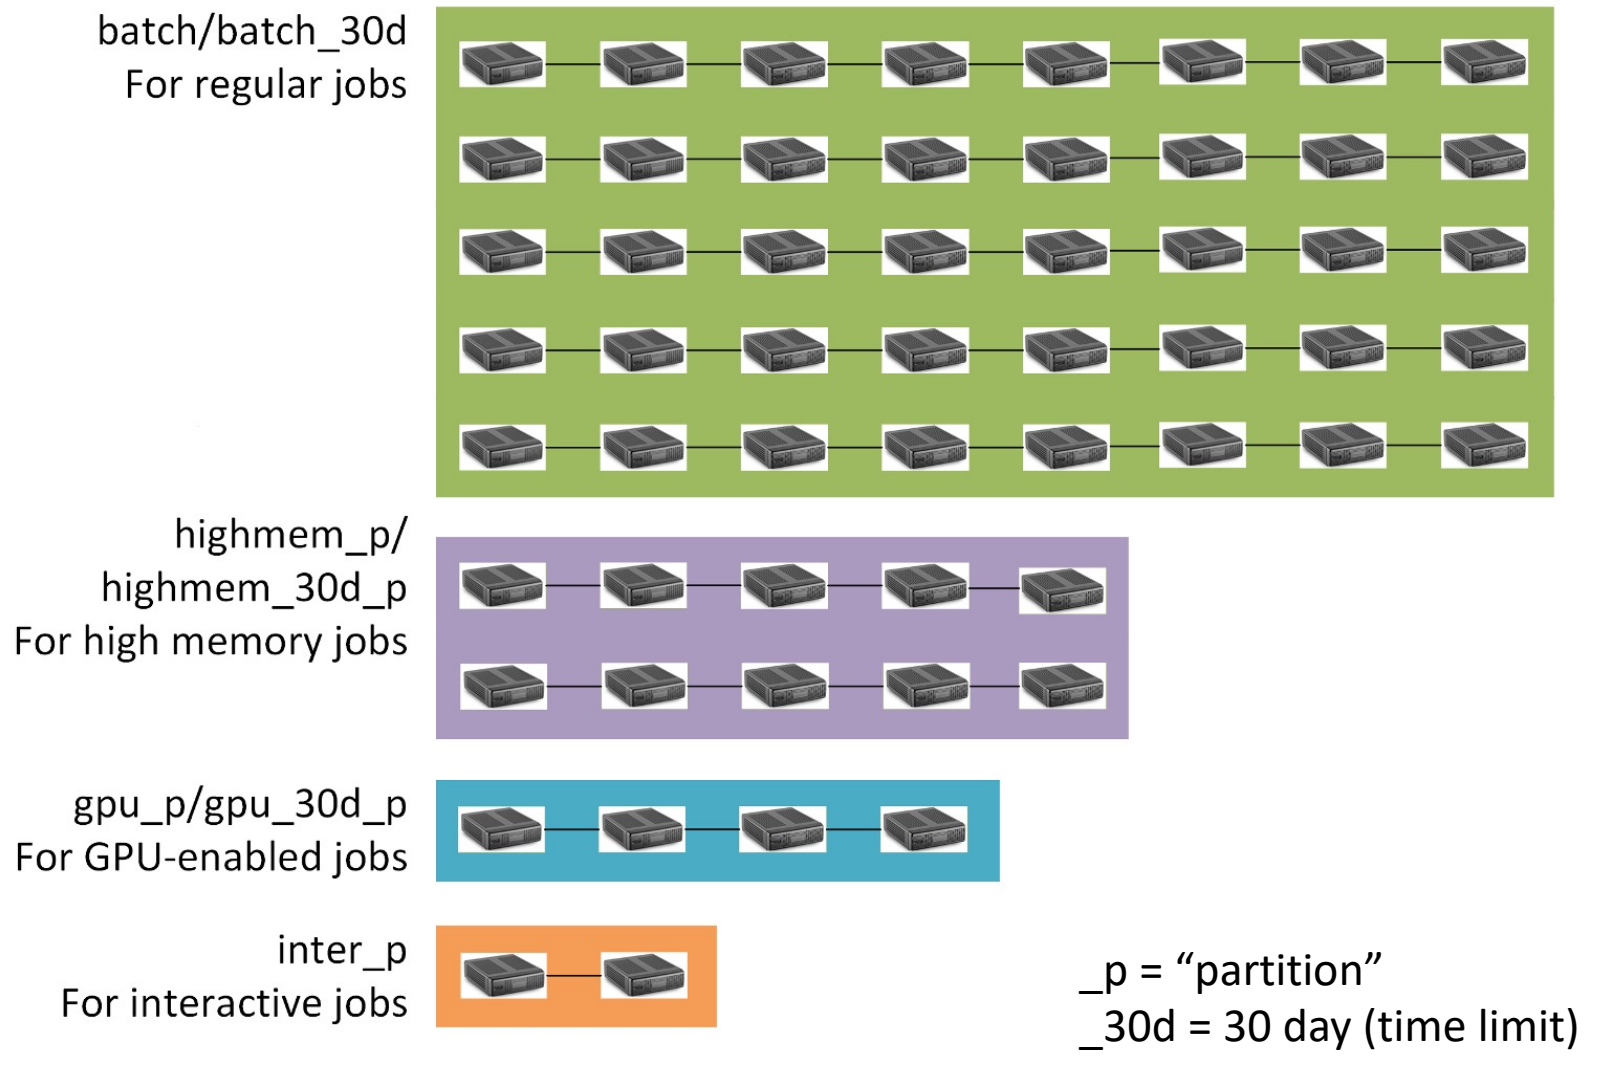 batch/batch_30d
For regular jobs
highmem_p/
highmem_30d_p
For high memory jobs
gpu_p/gpu_30d_p
For GPU-enabled jobs
inter_p
For interactive jobs
_p = “partition”
_30d = 30 day (time limit)